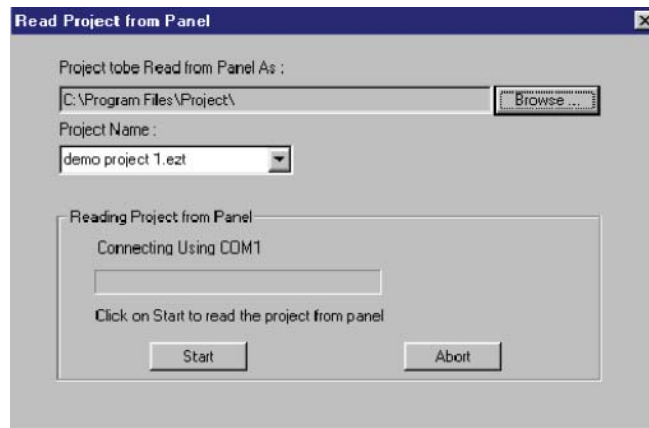 Read Project from Panel
Project tobe Read from Panel As :
C:\Program Files\Project\
Browse ...
Project Name :
demo project 1.ezt
Reading Project from Panel
Connecting Using COM1
Click on Start to read the project from panel
Start
Abort